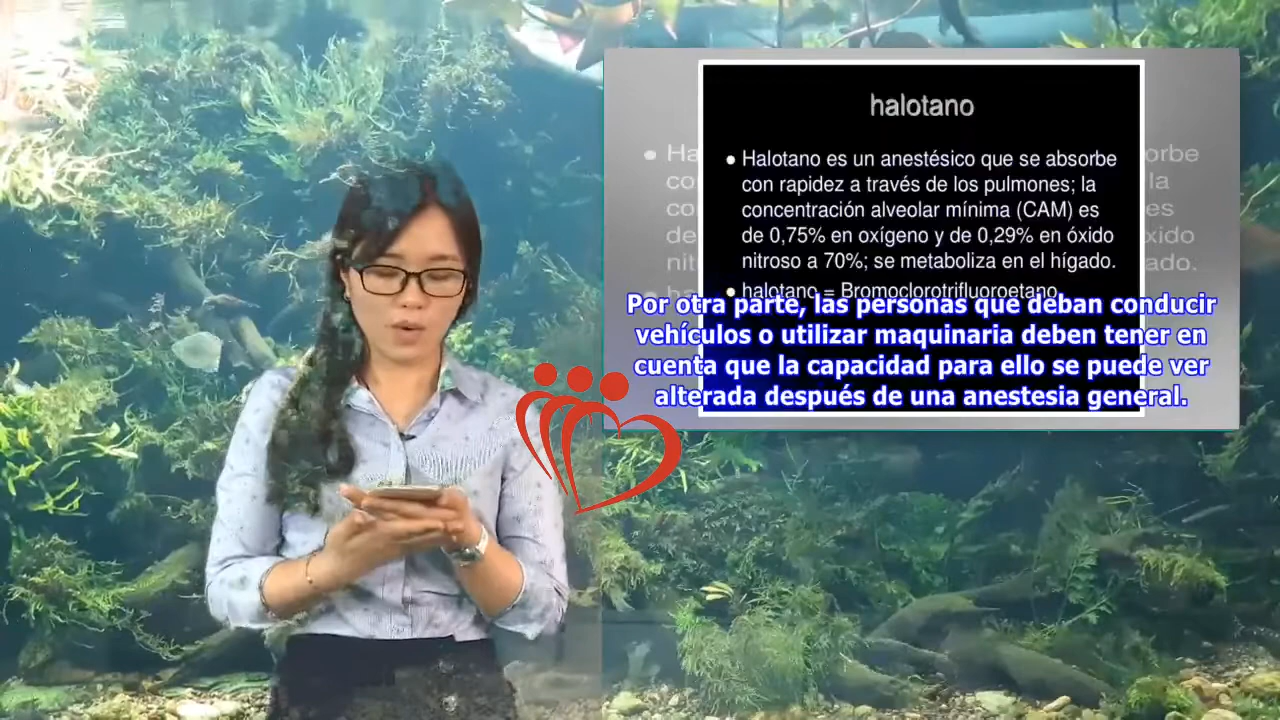 halotano
• Halotano es un anestésico que se absorbe
con rapidez a través de los pulmones; la
concentración alveolar mínima (CAM) es
de 0,75% en oxígeno y de 0,29% en óxido
nitroso a 70%; se metaboliza en el hígado.
• halotano = Bromoclorotrifluoroetano
Por otra parte, las personas que deban conducir
vehículos o utilizar maquinaria deben tener en
cuenta que la capacidad para ello se puede ver
alterada después de una anestesia general.